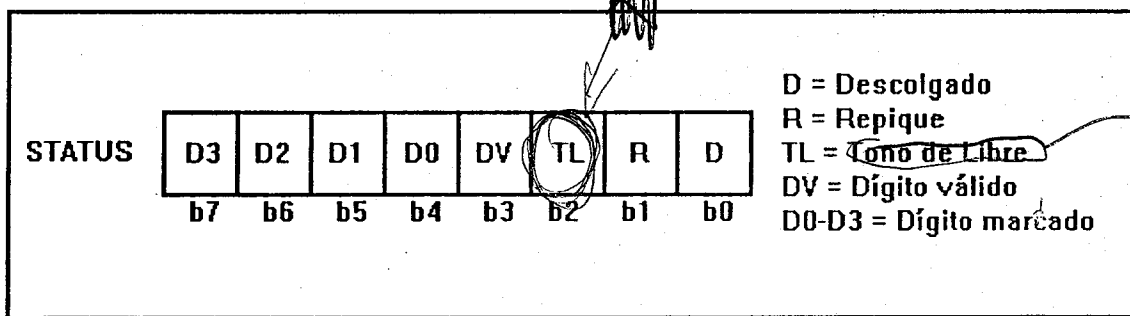 STATUS D3 D2 D1 D0 DV TL R D
b7 b6 b5 b4 b3 b2 b1 b0
D = Descolgado
R = Repique
TL = Tono de Libre
DV = Dígito válido
D0-D3 = Dígito marcado